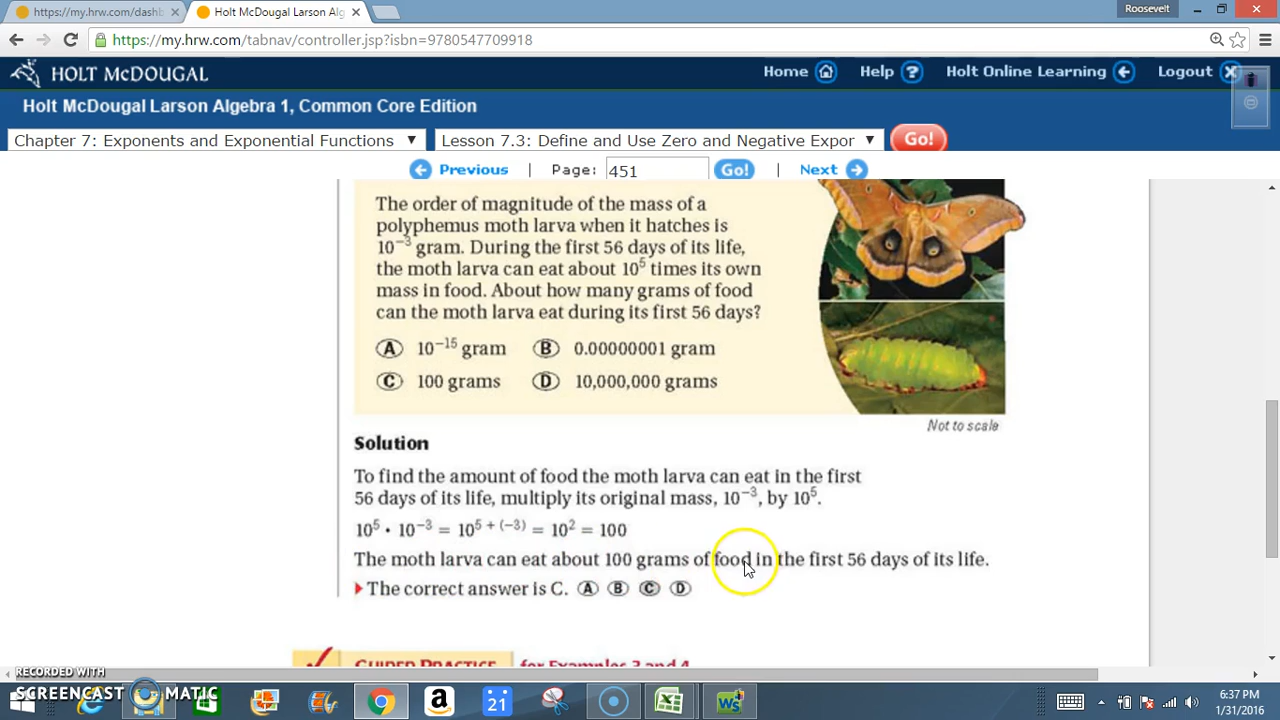 https://my.hrw.com/dashb
Holt McDougal Larson Alg
Roosevelt
https://my.hrw.com/tabnav/controller.jsp?isbn=9780547709918
HOLT McDOUGAL
Home
Help ?
Holt Online Learning
Logout X
Holt McDougal Larson Algebra 1, Common Core Edition
Chapter 7: Exponents and Exponential Functions
Lesson 7.3: Define and Use Zero and Negative Expor
Go!
Previous | Page: 451 Go! | Next
The order of magnitude of the mass of a
polyphemus moth larva when it hatches is
10⁻³ gram. During the first 56 days of its life,
the moth larva can eat about 10⁵ times its own
mass in food. About how many grams of food
can the moth larva eat during its first 56 days?
A 10⁻¹⁵ gram B 0.00000001 gram
C 100 grams D 10,000,000 grams
Not to scale
Solution
To find the amount of food the moth larva can eat in the first
56 days of its life, multiply its original mass, 10⁻³, by 10⁵.
10⁵ • 10⁻³ = 10⁵ ⁺ ⁽⁻³⁾ = 10² = 100
The moth larva can eat about 100 grams of food in the first 56 days of its life.
The correct answer is C. A B C D
GUIDED PRACTICE for Examples 3 and 4
RECORDED WITH
SCREENCAST MATIC
21
6:37 PM
1/31/2016